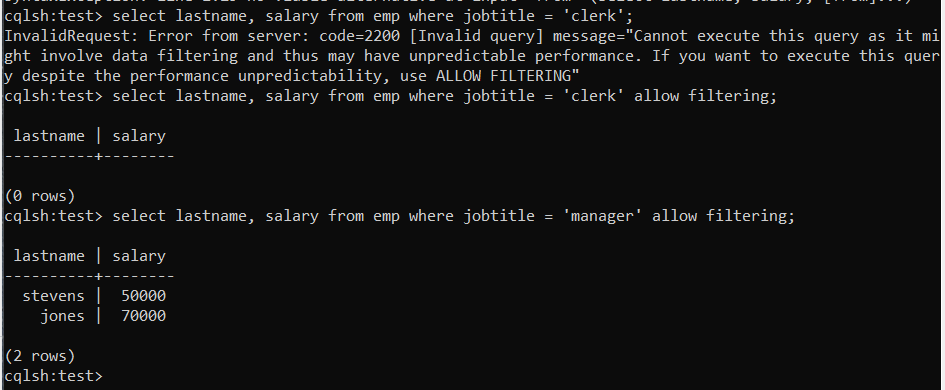 cqlsh:test> select lastname, salary from emp where jobtitle = 'clerk';
InvalidRequest: Error from server: code=2200 [Invalid query] message="Cannot execute this query as it mi
ght involve data filtering and thus may have unpredictable performance. If you want to execute this quer
y despite the performance unpredictability, use ALLOW FILTERING"
cqlsh:test> select lastname, salary from emp where jobtitle = 'clerk' allow filtering;
lastname | salary
----------+--------
(0 rows)
cqlsh:test> select lastname, salary from emp where jobtitle = 'manager' allow filtering;
lastname | salary
----------+--------
stevens | 50000
jones | 70000
(2 rows)
cqlsh:test>